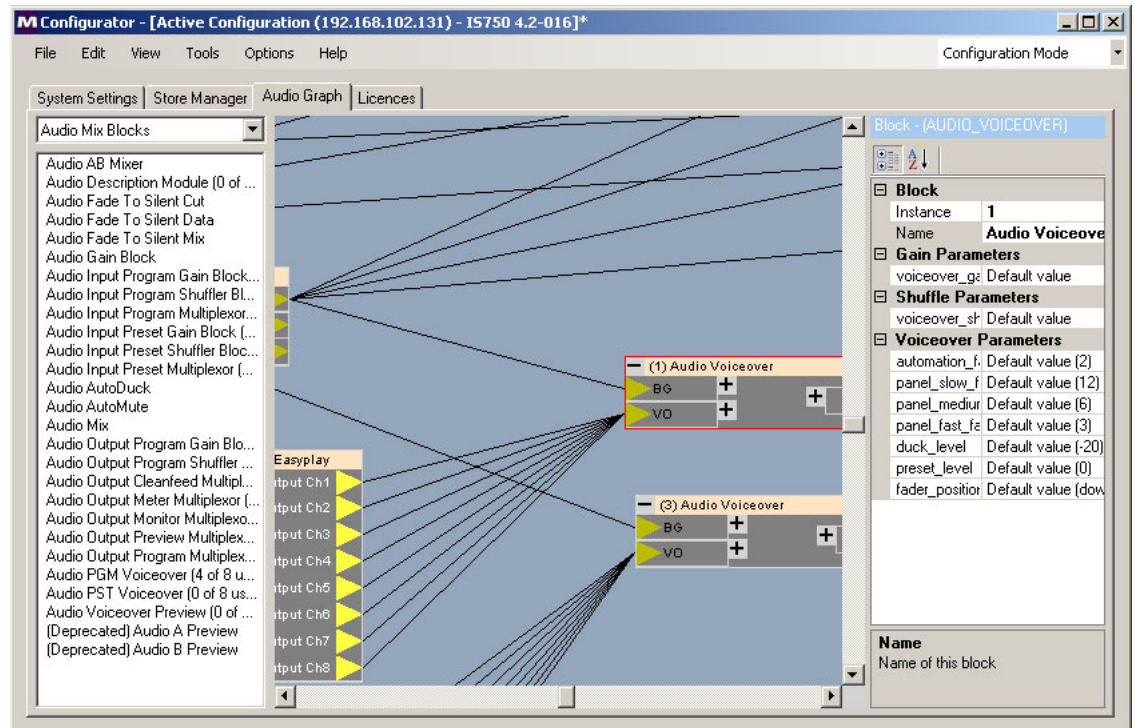 Configurator - [Active Configuration (192.168.102.131) - IS750 4.2-016]*
File Edit View Tools Options Help
Configuration Mode
System Settings Store Manager Audio Graph Licences
Audio Mix Blocks
Audio AB Mixer
Audio Description Module (0 of ...
Audio Fade To Silent Cut
Audio Fade To Silent Data
Audio Fade To Silent Mix
Audio Gain Block
Audio Input Program Gain Block...
Audio Input Program Shuffler Bl...
Audio Input Program Multiplexor...
Audio Input Preset Gain Block (...
Audio Input Preset Shuffler Bloc...
Audio Input Preset Multiplexor (...
Audio AutoDuck
Audio AutoMute
Audio Mix
Audio Output Program Gain Blo...
Audio Output Program Shuffler ...
Audio Output Cleanfeed Multipl...
Audio Output Meter Multiplexor (...
Audio Output Monitor Multiplexo...
Audio Output Preview Multiplex...
Audio Output Program Multiplex...
Audio PGM Voiceover (4 of 8 u...
Audio PST Voiceover (0 of 8 us...
Audio Voiceover Preview (0 of ...
(Deprecated) Audio A Preview
(Deprecated) Audio B Preview
(1) Audio Voiceover
BG
VO
Easyplay
tput Ch1
tput Ch2
tput Ch3
tput Ch4
tput Ch5
tput Ch6
tput Ch7
tput Ch8
(3) Audio Voiceover
BG
VO
Block - (AUDIO_VOICEOVER)
Block
Instance 1
Name Audio Voiceove
Gain Parameters
voiceover_ga Default value
Shuffle Parameters
voiceover_sh Default value
Voiceover Parameters
automation_f. Default value (2)
panel_slow_f Default value (12)
panel_mediur Default value (6)
panel_fast_fa Default value (3)
duck_level Default value (-20)
preset_level Default value (0)
fader_position Default value (dow
Name
Name of this block